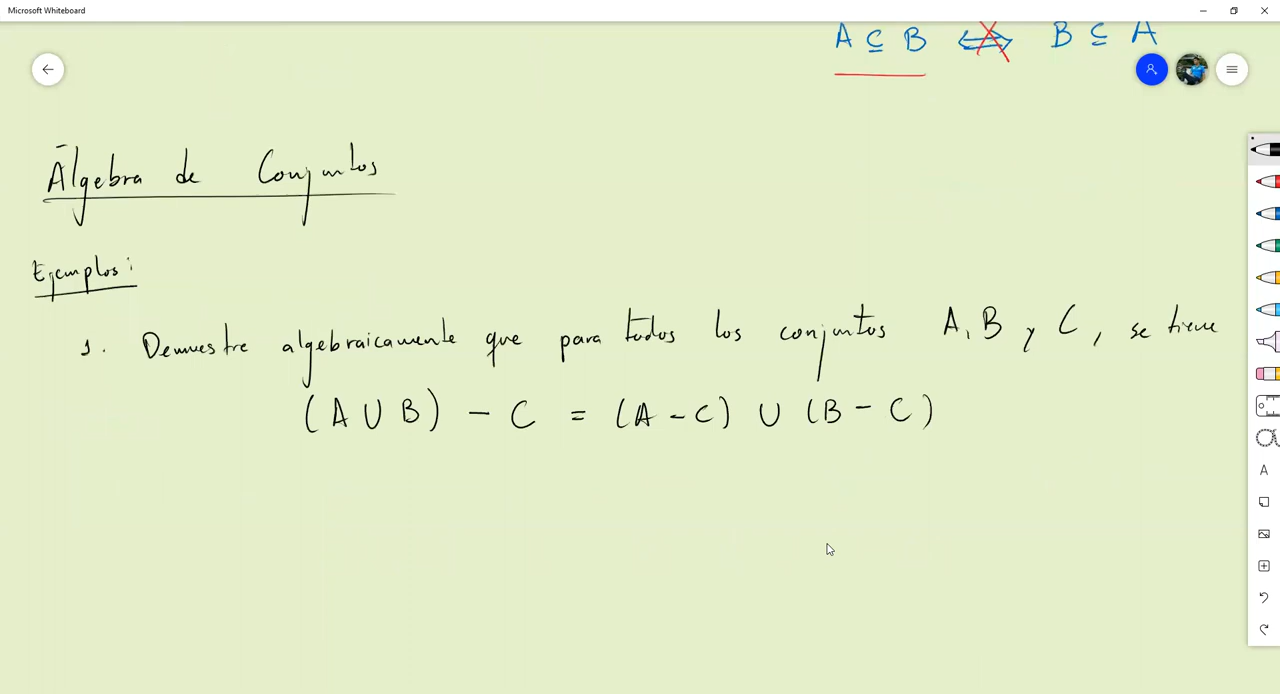 Microsoft Whiteboard
A ⊆ B ⇔ B ⊆ A
Álgebra de Conjuntos
Ejemplos:
1. Demuestre algebraicamente que para todos los conjuntos A, B y C, se tiene
(A ∪ B) - C = (A - C) ∪ (B - C)
A